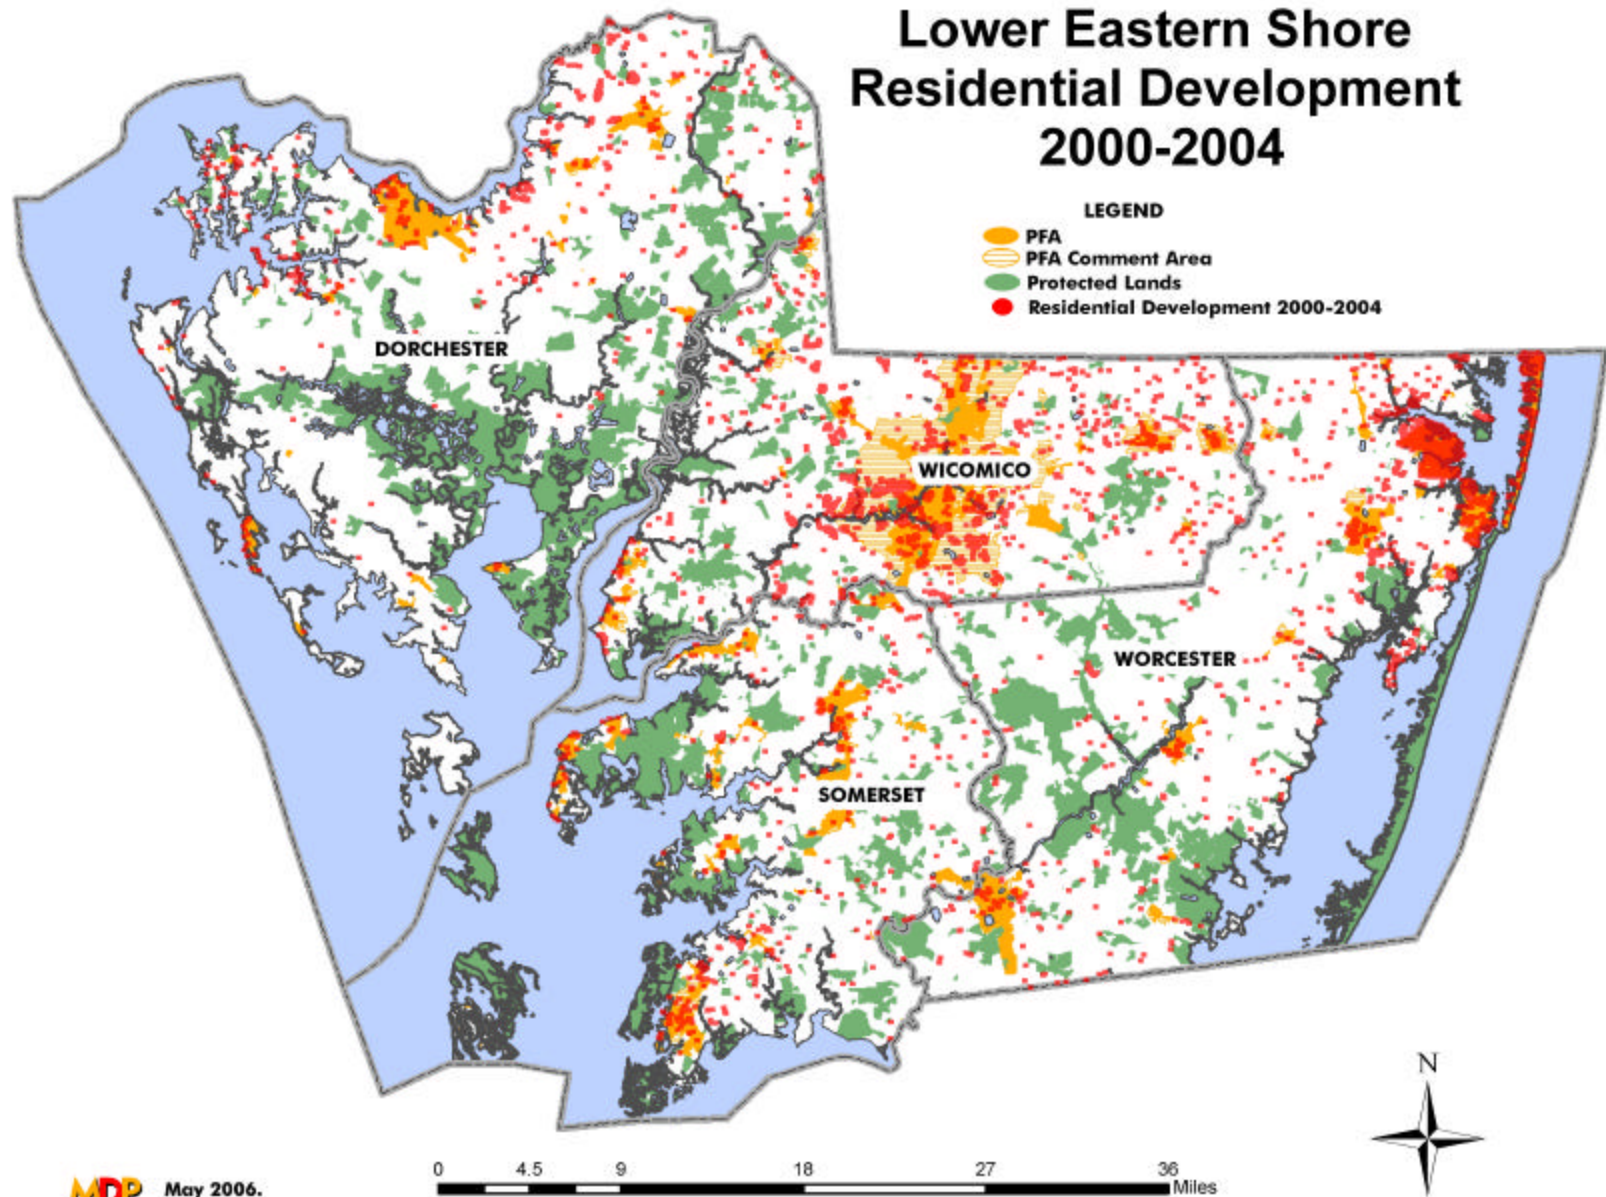 Lower Eastern Shore
Residential Development
2000-2004
LEGEND
PFA
PFA Comment Area
Protected Lands
Residential Development 2000-2004
DORCHESTER
WICOMICO
WORCESTER
SOMERSET
N
0 4.5 9 18 27 36
Miles
MDP May 2006.